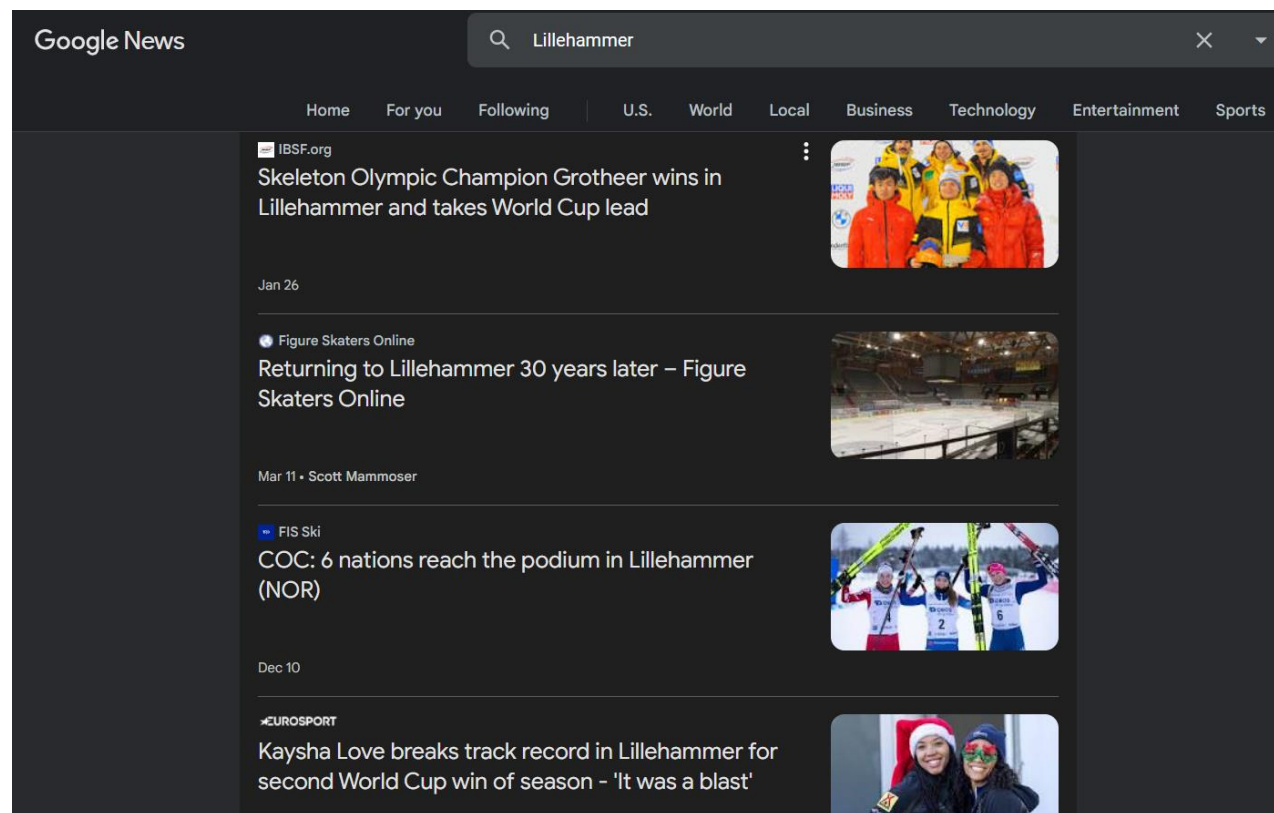 Google News
Lillehammer
Home For you Following U.S. World Local Business Technology Entertainment Sports
IBSF.org
Skeleton Olympic Champion Grotheer wins in
Lillehammer and takes World Cup lead
Jan 26
Figure Skaters Online
Returning to Lillehammer 30 years later – Figure
Skaters Online
Mar 11 • Scott Mammoser
FIS Ski
COC: 6 nations reach the podium in Lillehammer
(NOR)
4
2
6
Dec 10
EUROSPORT
Kaysha Love breaks track record in Lillehammer for
second World Cup win of season - 'It was a blast'